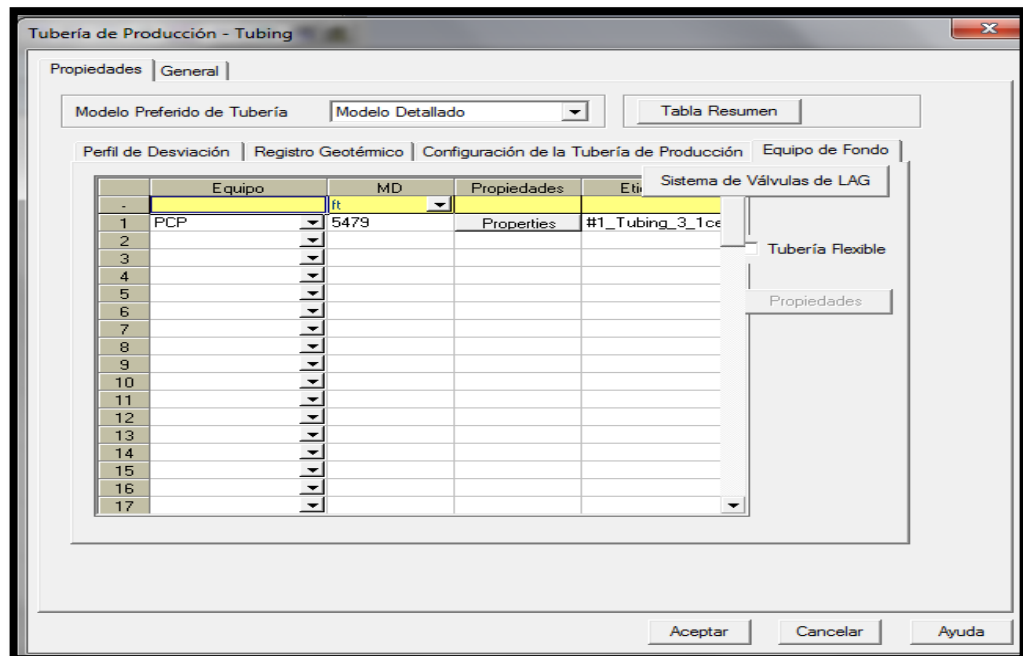 Tubería de Producción - Tubing
Propiedades General
Modelo Preferido de Tubería Modelo Detallado Tabla Resumen
Perfil de Desviación Registro Geotérmico Configuración de la Tubería de Producción Equipo de Fondo
Sistema de Válvulas de LAG
Equipo MD Propiedades Eti
- ft
1 PCP 5479 Properties #1_Tubing_3_1ce
2
Tubería Flexible
3
4
5
Propiedades
6
7
8
9
10
11
12
13
14
15
16
17
Aceptar Cancelar Ayuda